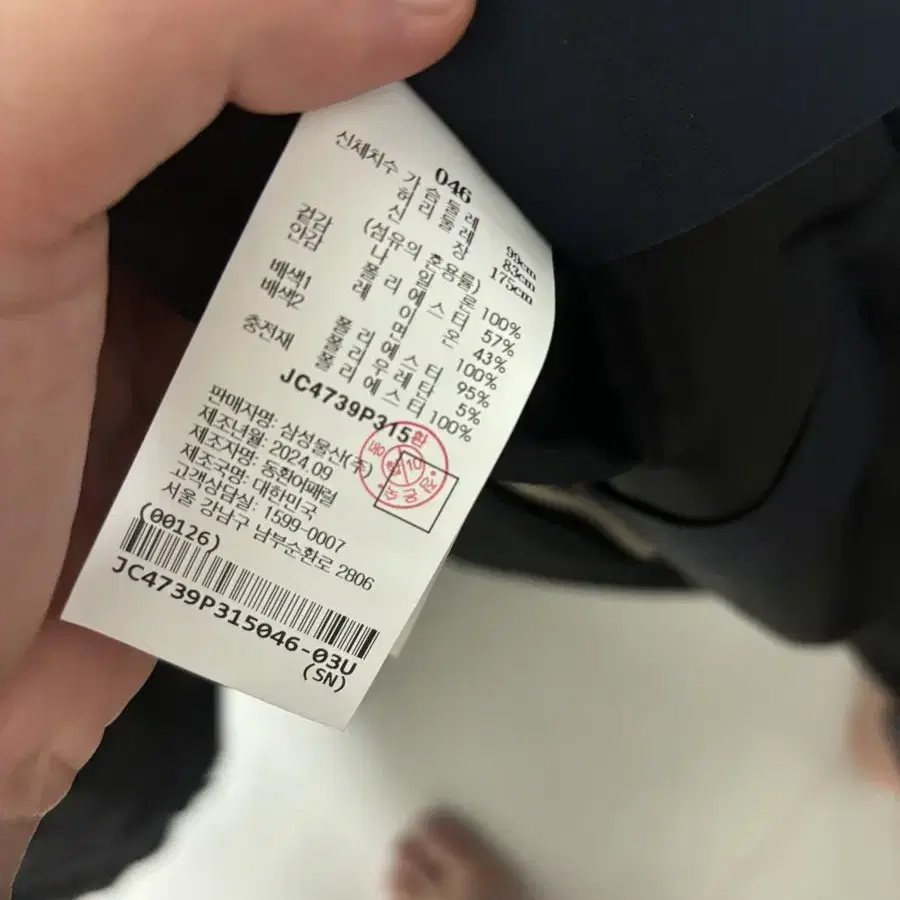 046
신체치수 가슴둘레 99cm
허리둘레 83cm
신장 175cm
(섬유의 혼용률)
겉감 나일론 100%
안감 폴리에스터 57%
레이온 43%
배색1 면 100%
배색2 폴리에스터 95%
폴리우레탄 5%
충전재 폴리에스터 100%
JC4739P315
판매자명: 삼성물산(주)
제조년월: 2024.09
제조자명: 동환어패럴
제조국명: 대한민국
고객상담실: 1599-0007
서울 강남구 남부순환로 2806
(00126)
JC4739P315046-03U
(SN)